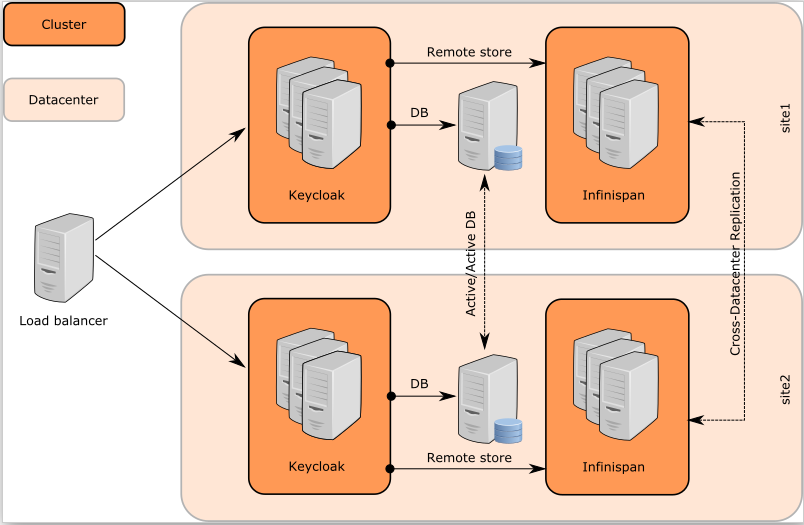 Cluster
Datacenter
Load balancer
Remote store
DB
Keycloak
Infinispan
site1
Active/Active DB
Cross-Datacenter Replication
DB
Keycloak
Remote store
Infinispan
site2